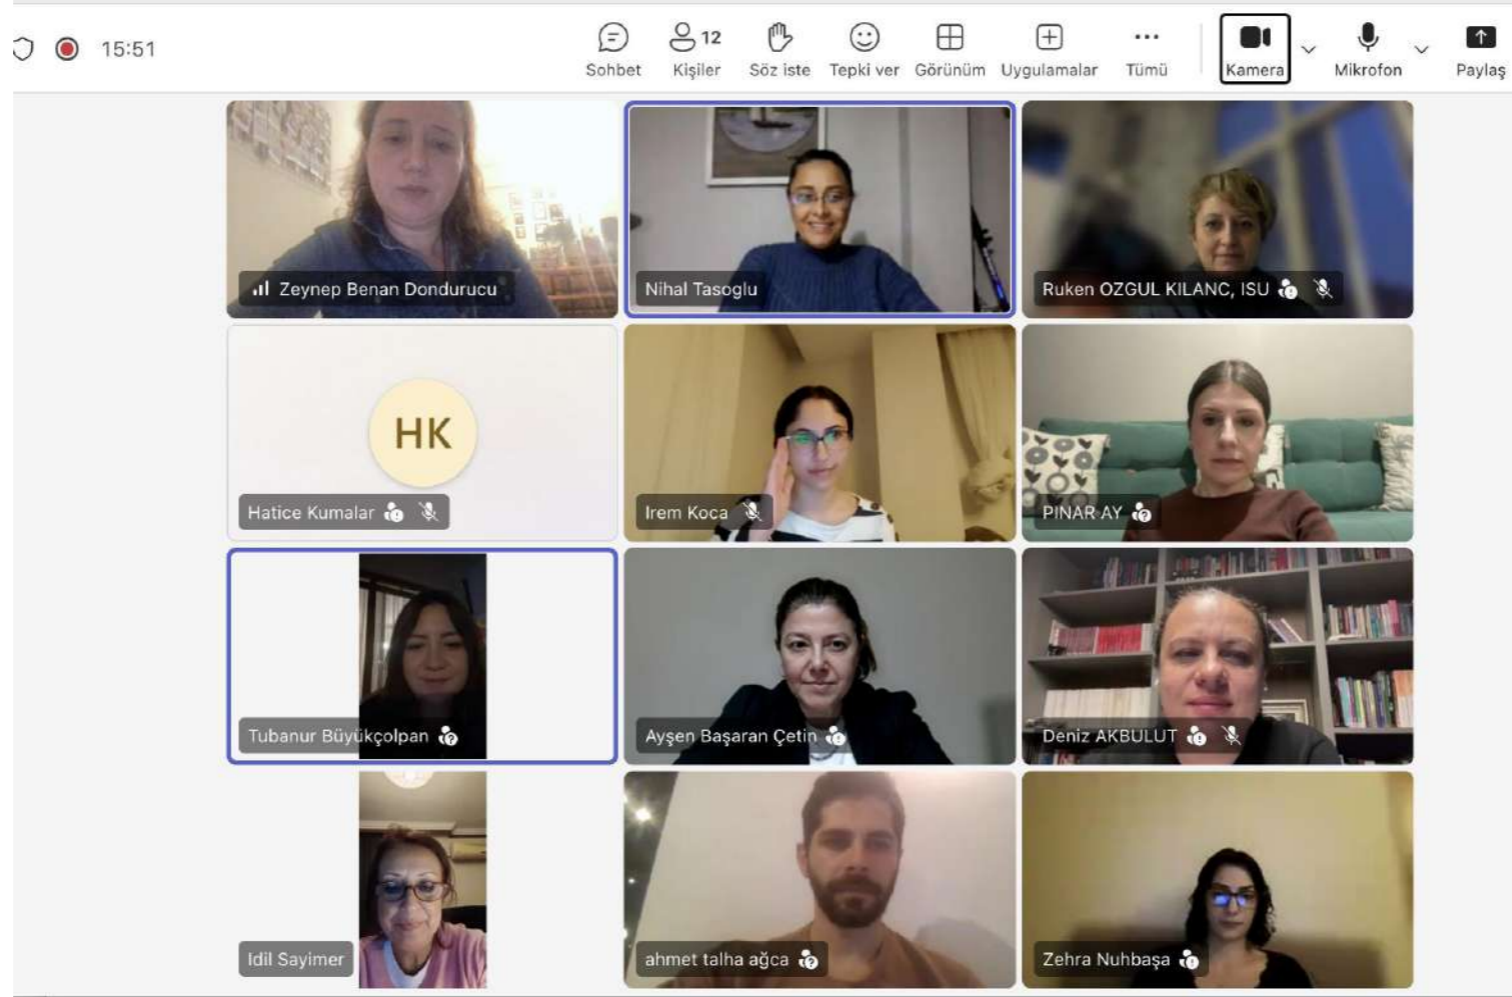 15:51
12
Sohbet Kişiler Söz iste Tepki ver Görünüm Uygulamalar Tümü Kamera Mikrofon Paylaş
Zeynep Benan Dondurucu
Nihal Tasoglu
Ruken OZGUL KILANC, ISU
HK
Hatice Kumalar
Irem Koca
PINAR AY
Tubanur Büyükçolpan
Ayşen Başaran Çetin
Deniz AKBULUT
Idil Sayimer
ahmet talha ağca
Zehra Nuhbaşa